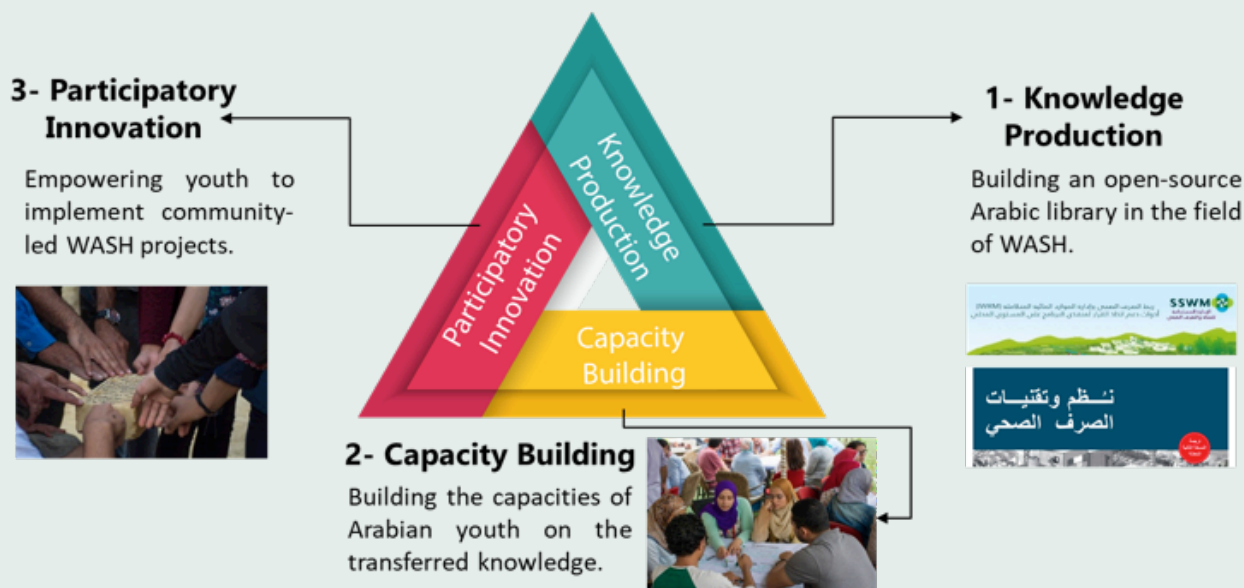 3- Participatory
Innovation
Empowering youth to
implement community-
led WASH projects.
Knowledge
Production
Participatory
Innovation
Capacity
Building
1- Knowledge
Production
Building an open-source
Arabic library in the field
of WASH.
SSWM
نــظم وتقنيــات
الصرف الصحي
2- Capacity Building
Building the capacities of
Arabian youth on the
transferred knowledge.